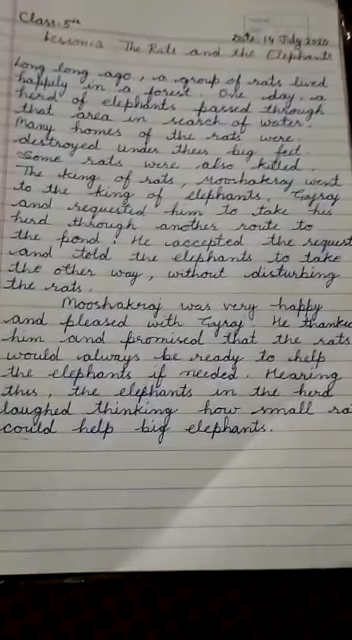 Class:5th
Date 14 July 2020
Lesson:3 The Rats and the Elephants
Long long ago, a group of rats lived
happily in a forest. One day, a
herd of elephants passed through
that area in search of water.
Many homes of the rats were
destroyed under their big feet.
Some rats were also killed.
The king of rats, Mooshakraj went
to the king of elephants, Gajraj
and requested him to take his
herd through another route to
the pond. He accepted the request
and told the elephants to take
the other way, without disturbing
the rats.
Mooshakraj was very happy
and pleased with Gajraj. He thanked
him and promised that the rats
would always be ready to help
the elephants if needed. Hearing
this, the elephants in the herd
laughed thinking how small ra
could help big elephants.